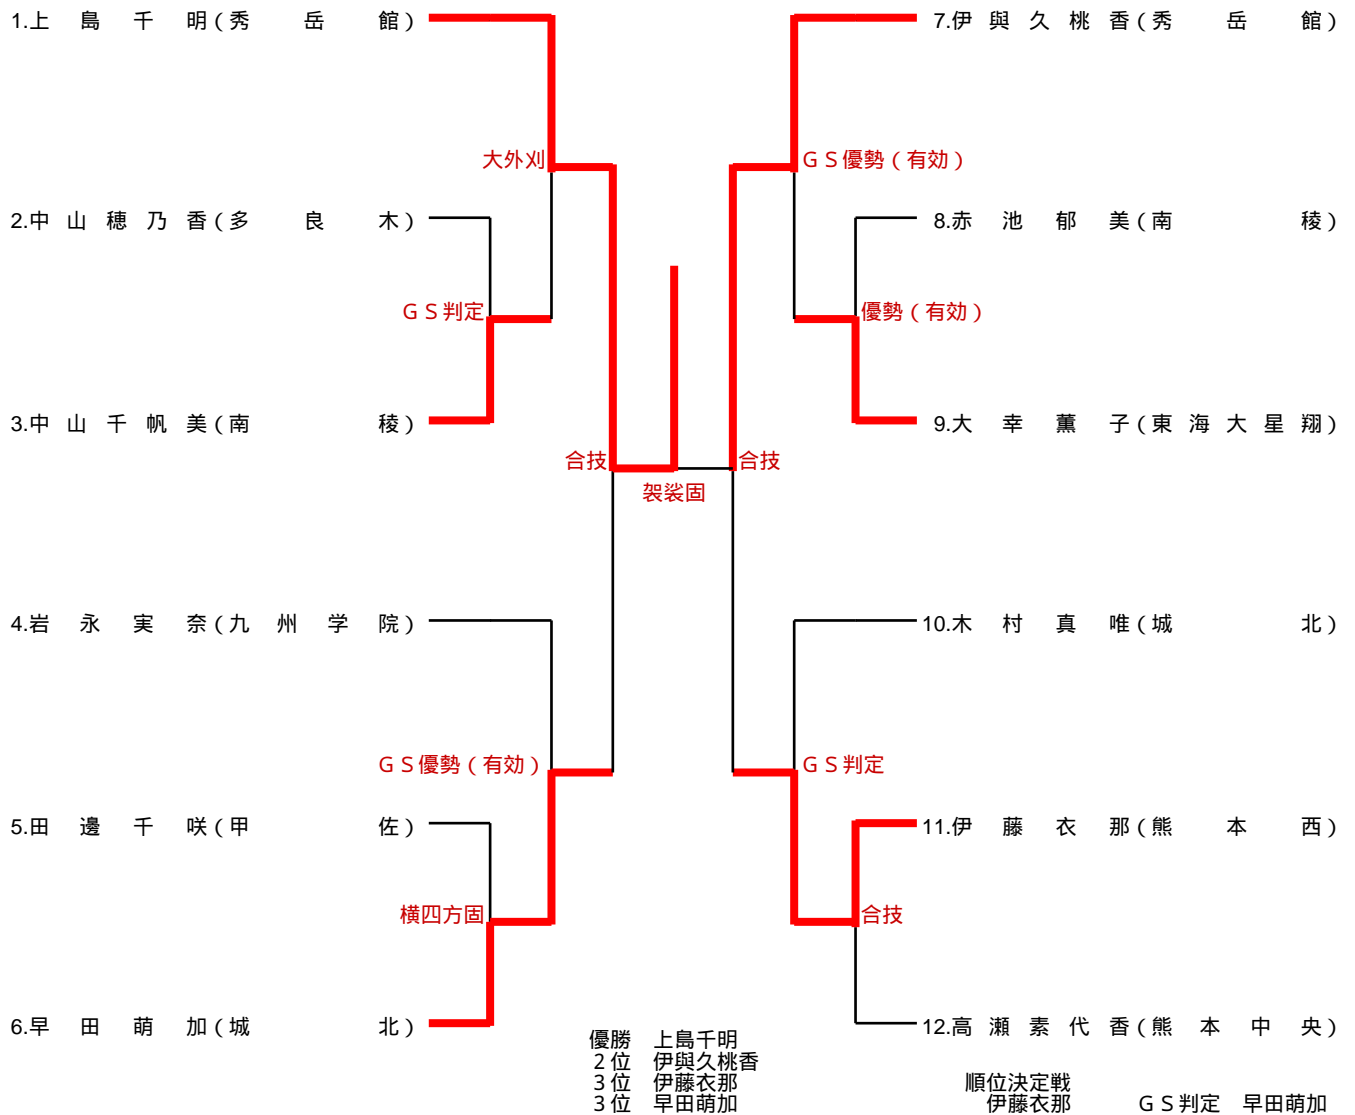 1.上島千明(秀岳館)
7.伊與久桃香(秀岳館)
大外刈
GS優勢(有効)
2.中山穂乃香(多良木)
8.赤池郁美(南稜)
GS判定
優勢(有効)
3.中山千帆美(南稜)
9.大幸薫子(東海大星翔)
合技
合技
袈裟固
4.岩永実奈(九州学院)
10.木村真唯(城北)
GS優勢(有効)
GS判定
5.田邊千咲(甲佐)
11.伊藤衣那(熊本西)
横四方固
合技
6.早田萌加(城北)
12.高瀬素代香(熊本中央)
優勝 上島千明
2位 伊與久桃香
3位 伊藤衣那
3位 早田萌加
順位決定戦
伊藤衣那 GS判定 早田萌加